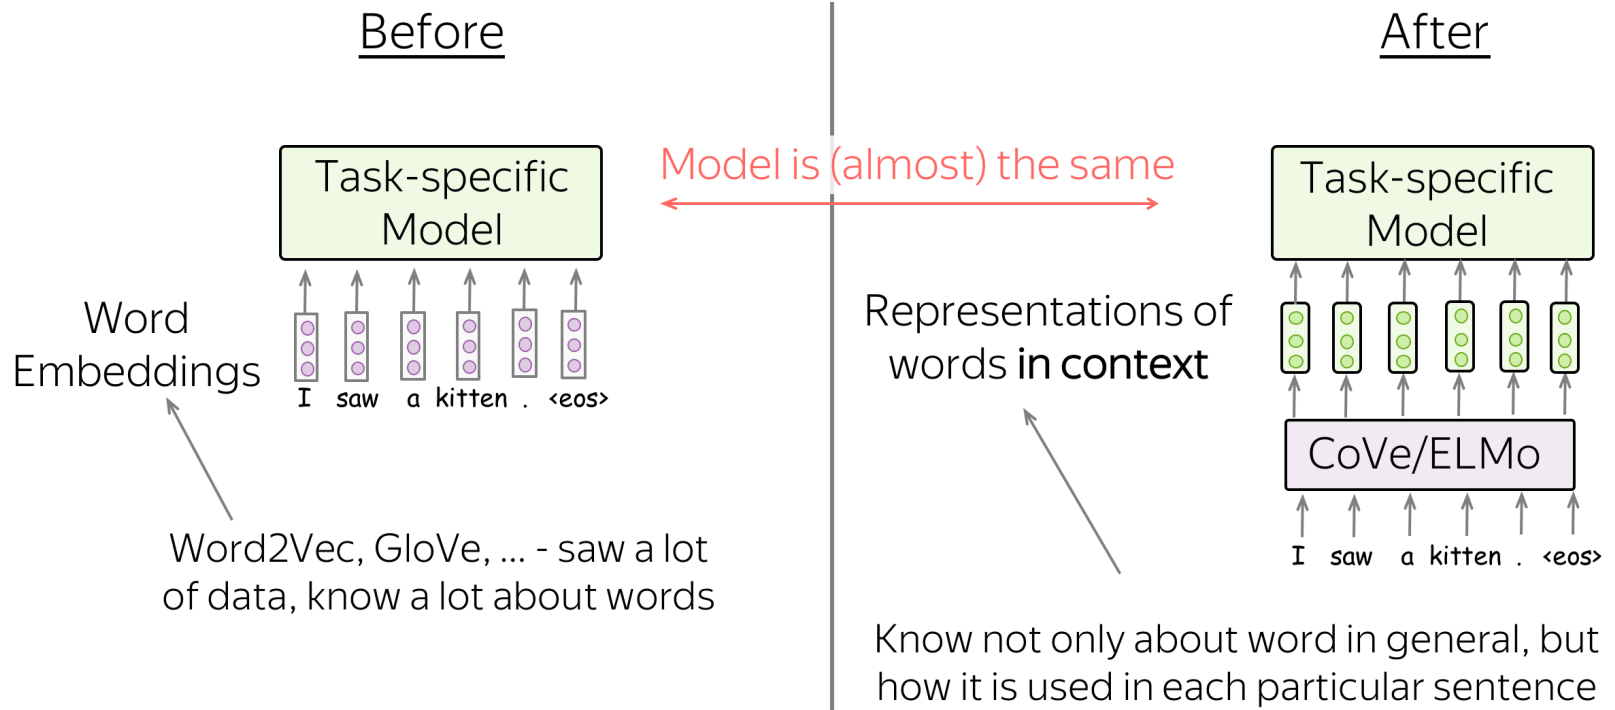 Before
Task-specific
Model
Word
Embeddings
I saw a kitten . <eos>
Word2Vec, GloVe, ... - saw a lot
of data, know a lot about words
Model is (almost) the same
After
Task-specific
Model
Representations of
words in context
CoVe/ELMo
I saw a kitten . <eos>
Know not only about word in general, but
how it is used in each particular sentence